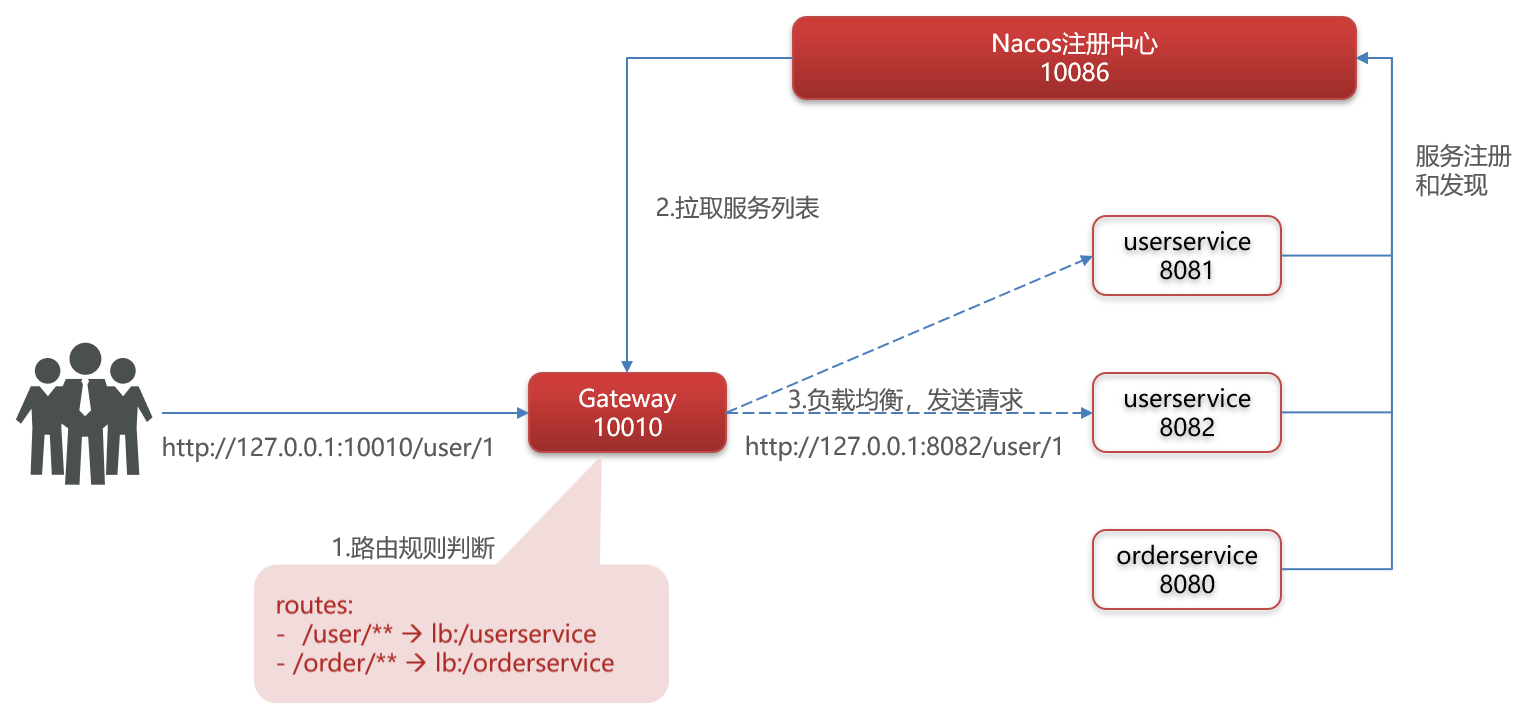 Nacos注册中心
10086
服务注册
和发现
2.拉取服务列表
userservice
8081
Gateway
10010
3.负载均衡，发送请求
userservice
8082
http://127.0.0.1:10010/user/1
http://127.0.0.1:8082/user/1
1.路由规则判断
orderservice
8080
routes:
- /user/** → lb:/userservice
- /order/** → lb:/orderservice